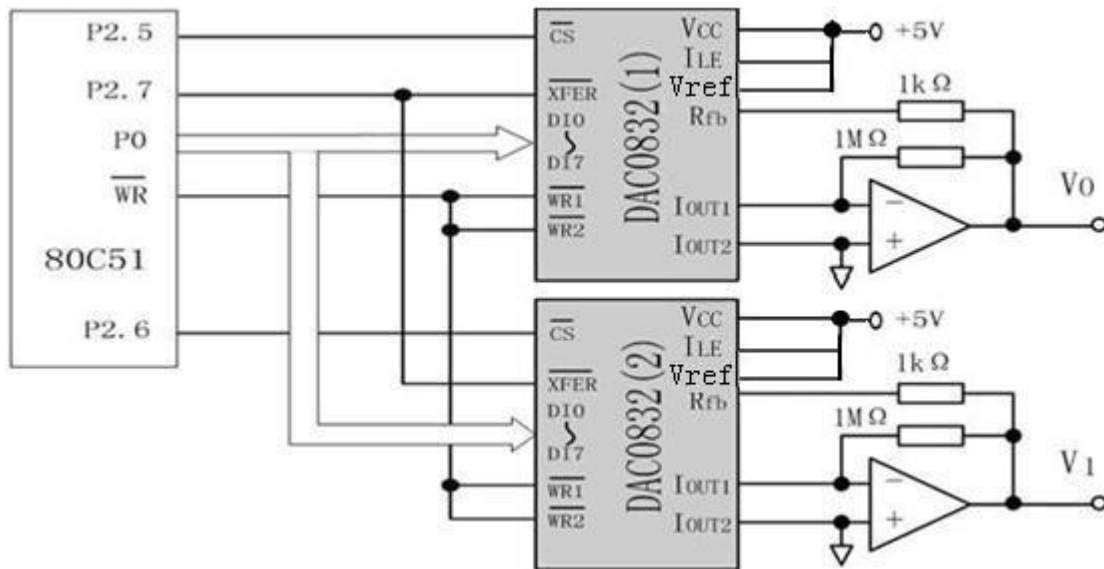 P2.5
P2.7
P0
WR
80C51
P2.6
CS
XFER
DI0
DI7
WR1
WR2
DAC0832(1)
VCC
ILE
Vref
Rfb
IOUT1
IOUT2
+5V
1kΩ
1MΩ
−
+
V0
CS
XFER
DI0
DI7
WR1
WR2
DAC0832(2)
VCC
ILE
Vref
Rfb
IOUT1
IOUT2
+5V
1kΩ
1MΩ
−
+
V1